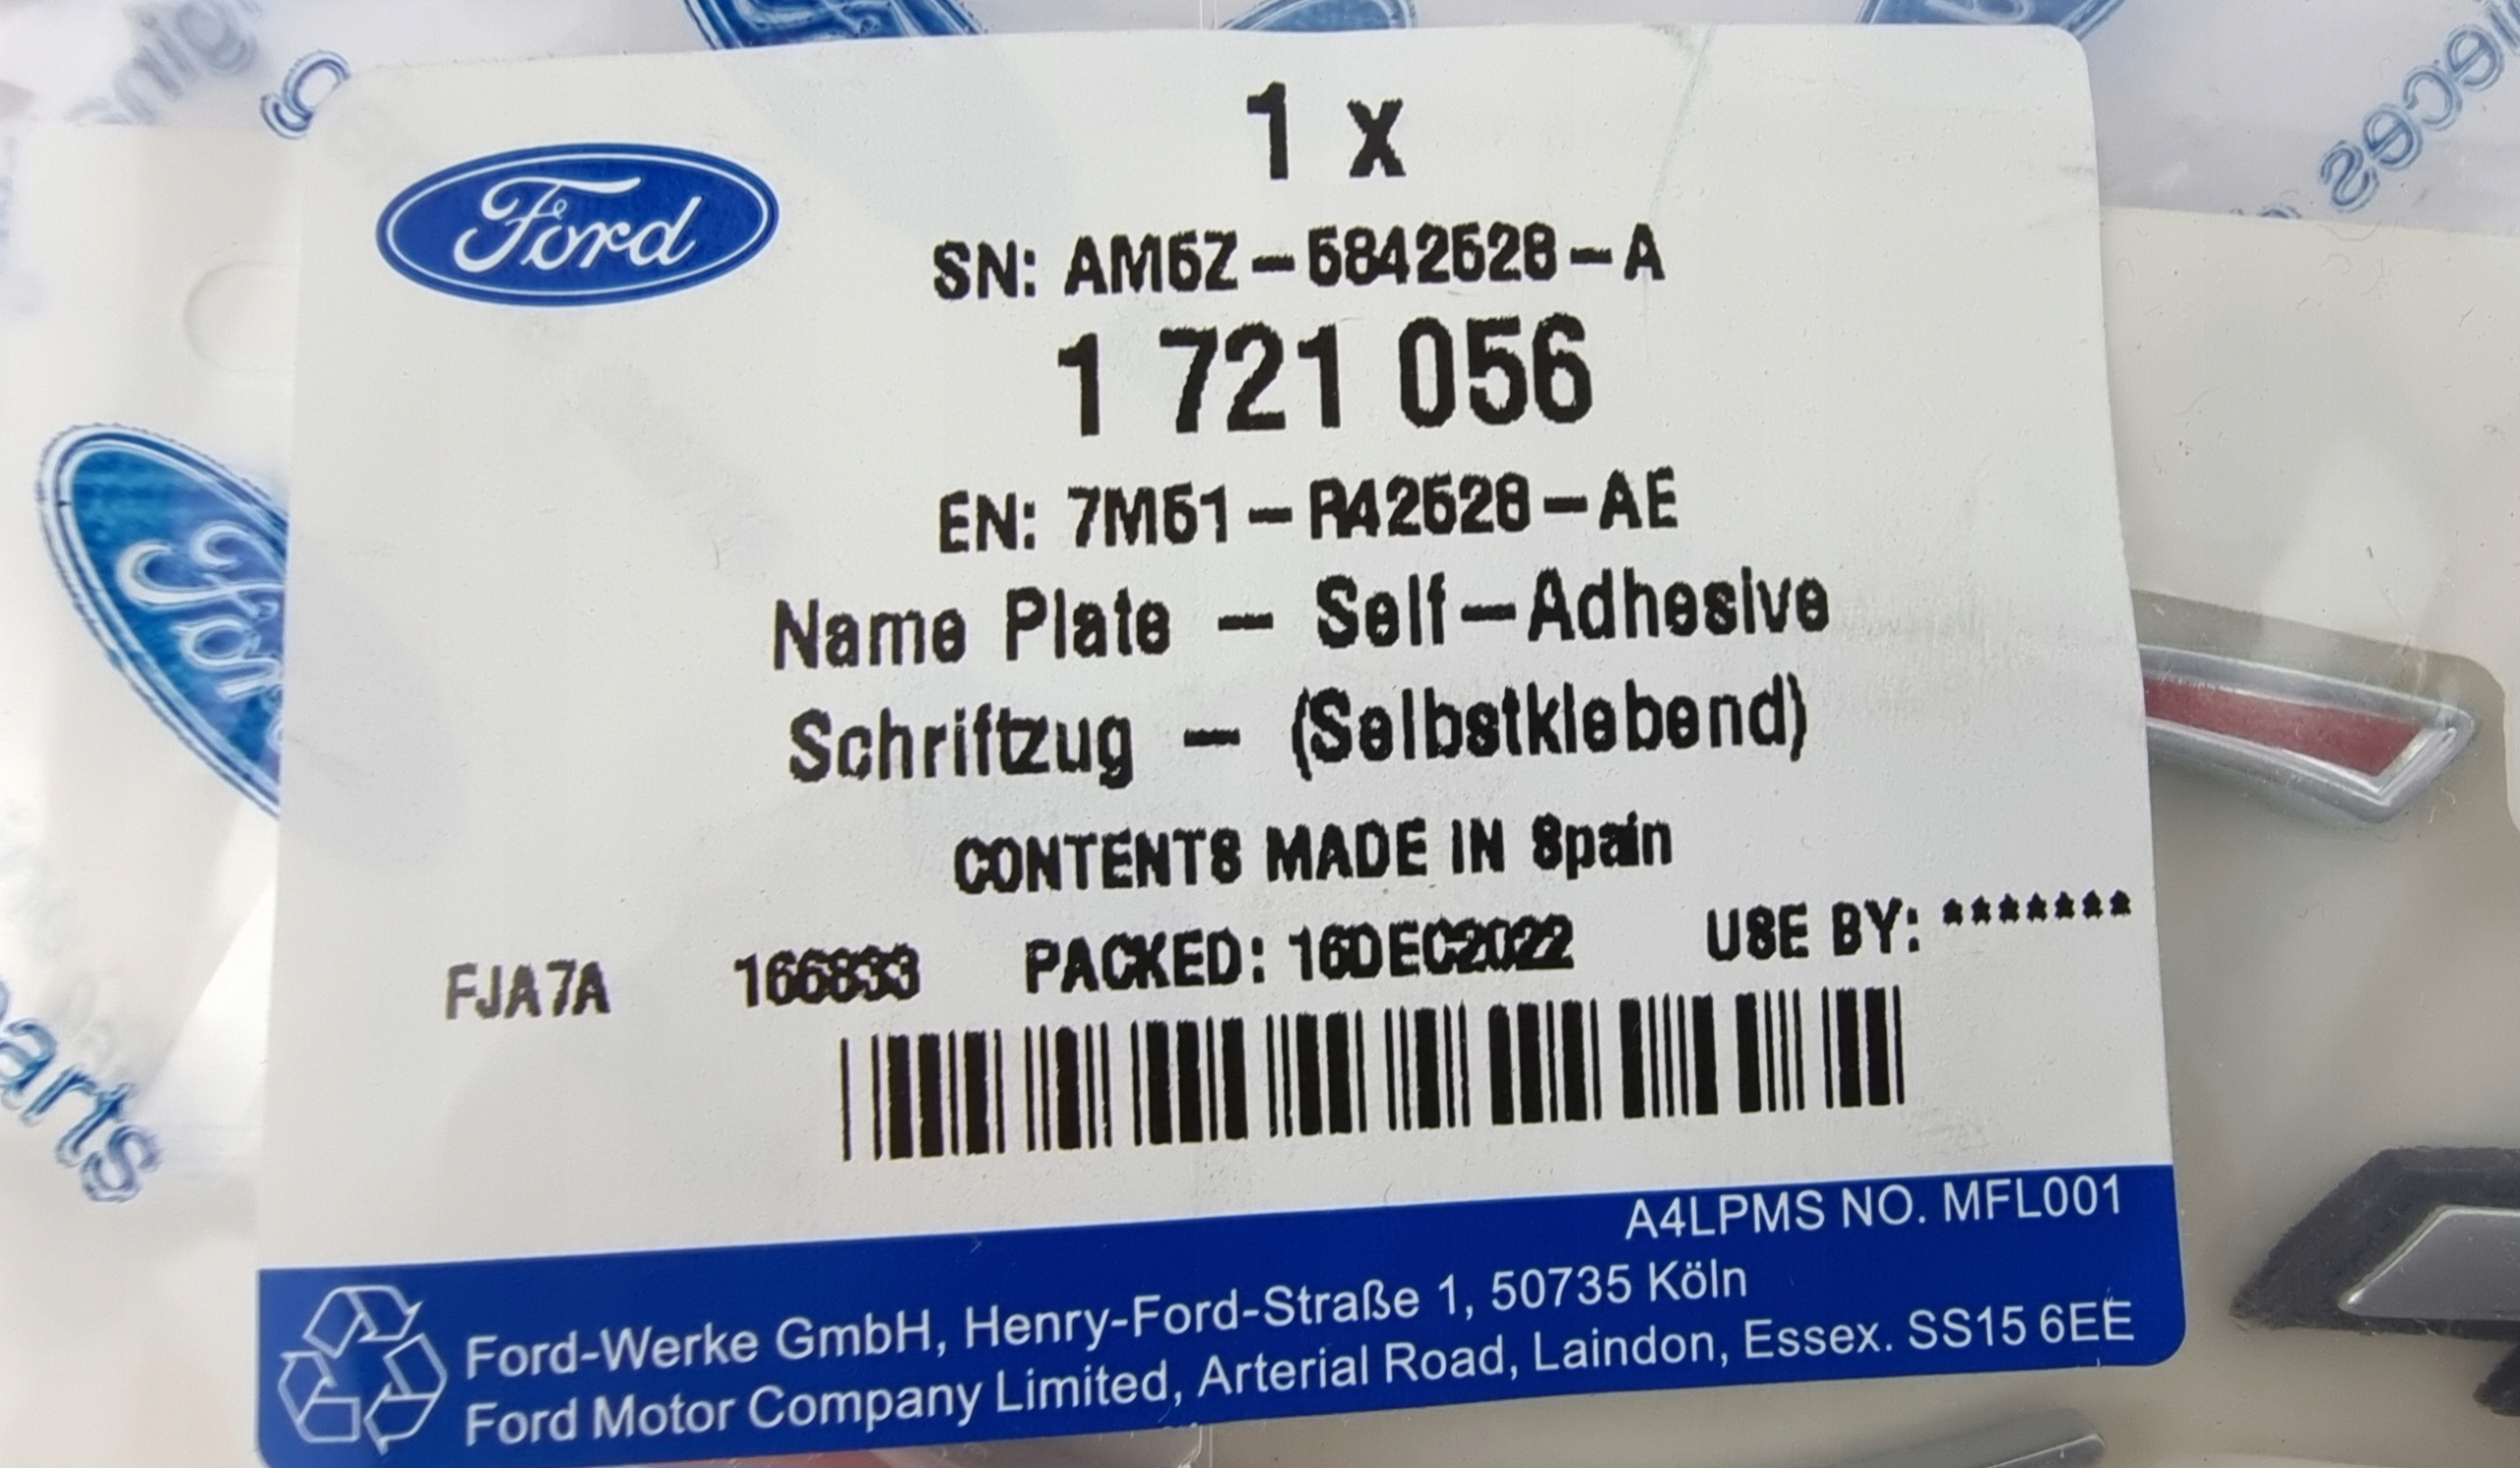 1 x
Ford
SN: AM5Z-5842528-A
1 721 056
EN: 7M51-R42528-AE
Name Plate - Self-Adhesive
Schriftzug - (Selbstklebend)
CONTENTS MADE IN Spain
FJA7A 166833 PACKED: 16DEC2022 USE BY: *******
A4LPMS NO. MFL001
Ford-Werke GmbH, Henry-Ford-Straße 1, 50735 Köln
Ford Motor Company Limited, Arterial Road, Laindon, Essex. SS15 6EE
Ford
arts